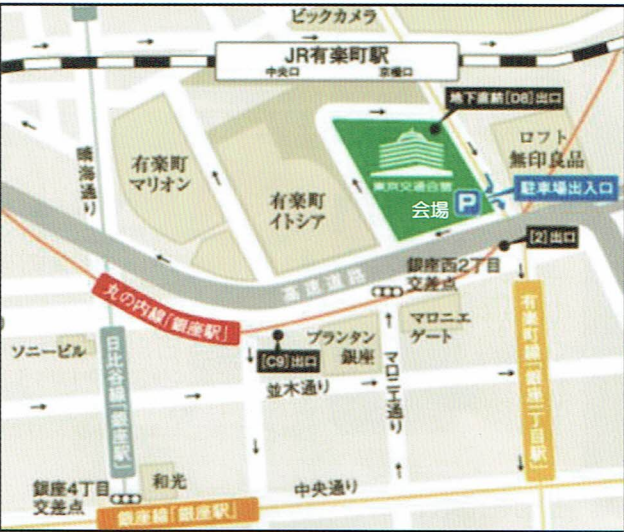 ビックカメラ
JR有楽町駅
中央口
京橋口
地下直結[D8]出口
ロフト
無印良品
晴海通り
有楽町
マリオン
有楽町
イトシア
東京交通会館
会場
P
駐車場出入口
[2]出口
高速道路
銀座西2丁目
交差点
丸の内線「銀座駅」
マロニエ
ゲート
プランタン
銀座
ソニービル
[C9]出口
日比谷線「銀座駅」
有楽町線「銀座一丁目駅」
並木通り
マロニエ通り
和光
中央通り
銀座4丁目
交差点
銀座線「銀座駅」